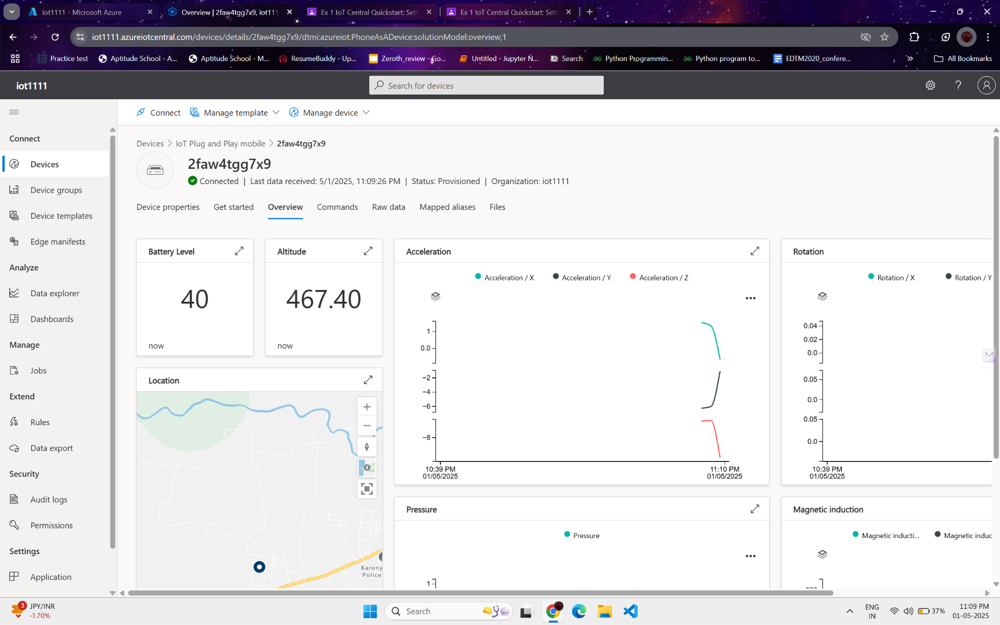 iot1111 - Microsoft Azure
Overview | 2faw4tgg7x9, iot111
Ex 1 IoT Central Quickstart: Sett
Ex 1 IoT Central Quickstart: Sett
iot1111.azureiotcentral.com/devices/details/2faw4tgg7x9/dtmi:azureiot:PhoneAsADevice:solutionModel:overview;1
Practice test
Aptitude School - A...
Aptitude School - M...
ResumeBuddy - Up...
Zeroth_review - Go...
Untitled - Jupyter N...
Search
Python Programmin...
Python program to...
EDTM2020_confere...
All Bookmarks
iot1111
Search for devices
Connect
Manage template
Manage device
Connect
Devices
Device groups
Device templates
Edge manifests
Analyze
Data explorer
Dashboards
Manage
Jobs
Extend
Rules
Data export
Security
Audit logs
Permissions
Settings
Application
Devices > IoT Plug and Play mobile > 2faw4tgg7x9
2faw4tgg7x9
Connected | Last data received: 5/1/2025, 11:09:26 PM | Status: Provisioned | Organization: iot1111
Device properties
Get started
Overview
Commands
Raw data
Mapped aliases
Files
Battery Level
40
now
Altitude
467.40
now
Location
Karuny
Police
Acceleration
Acceleration / X
Acceleration / Y
Acceleration / Z
1
0.0
-2
-4
-6
-8
10:39 PM
01/05/2025
11:10 PM
01/05/2025
Rotation
Rotation / X
Rotation / Y
0.04
0.02
0.0
0.05
0.0
0.05
0.0
10:39 PM
01/05/2025
Pressure
Pressure
1
Magnetic induction
Magnetic inducti...
Magnetic induc
3
JPY/INR
-1.70%
Search
ENG
IN
37%
11:09 PM
01-05-2025